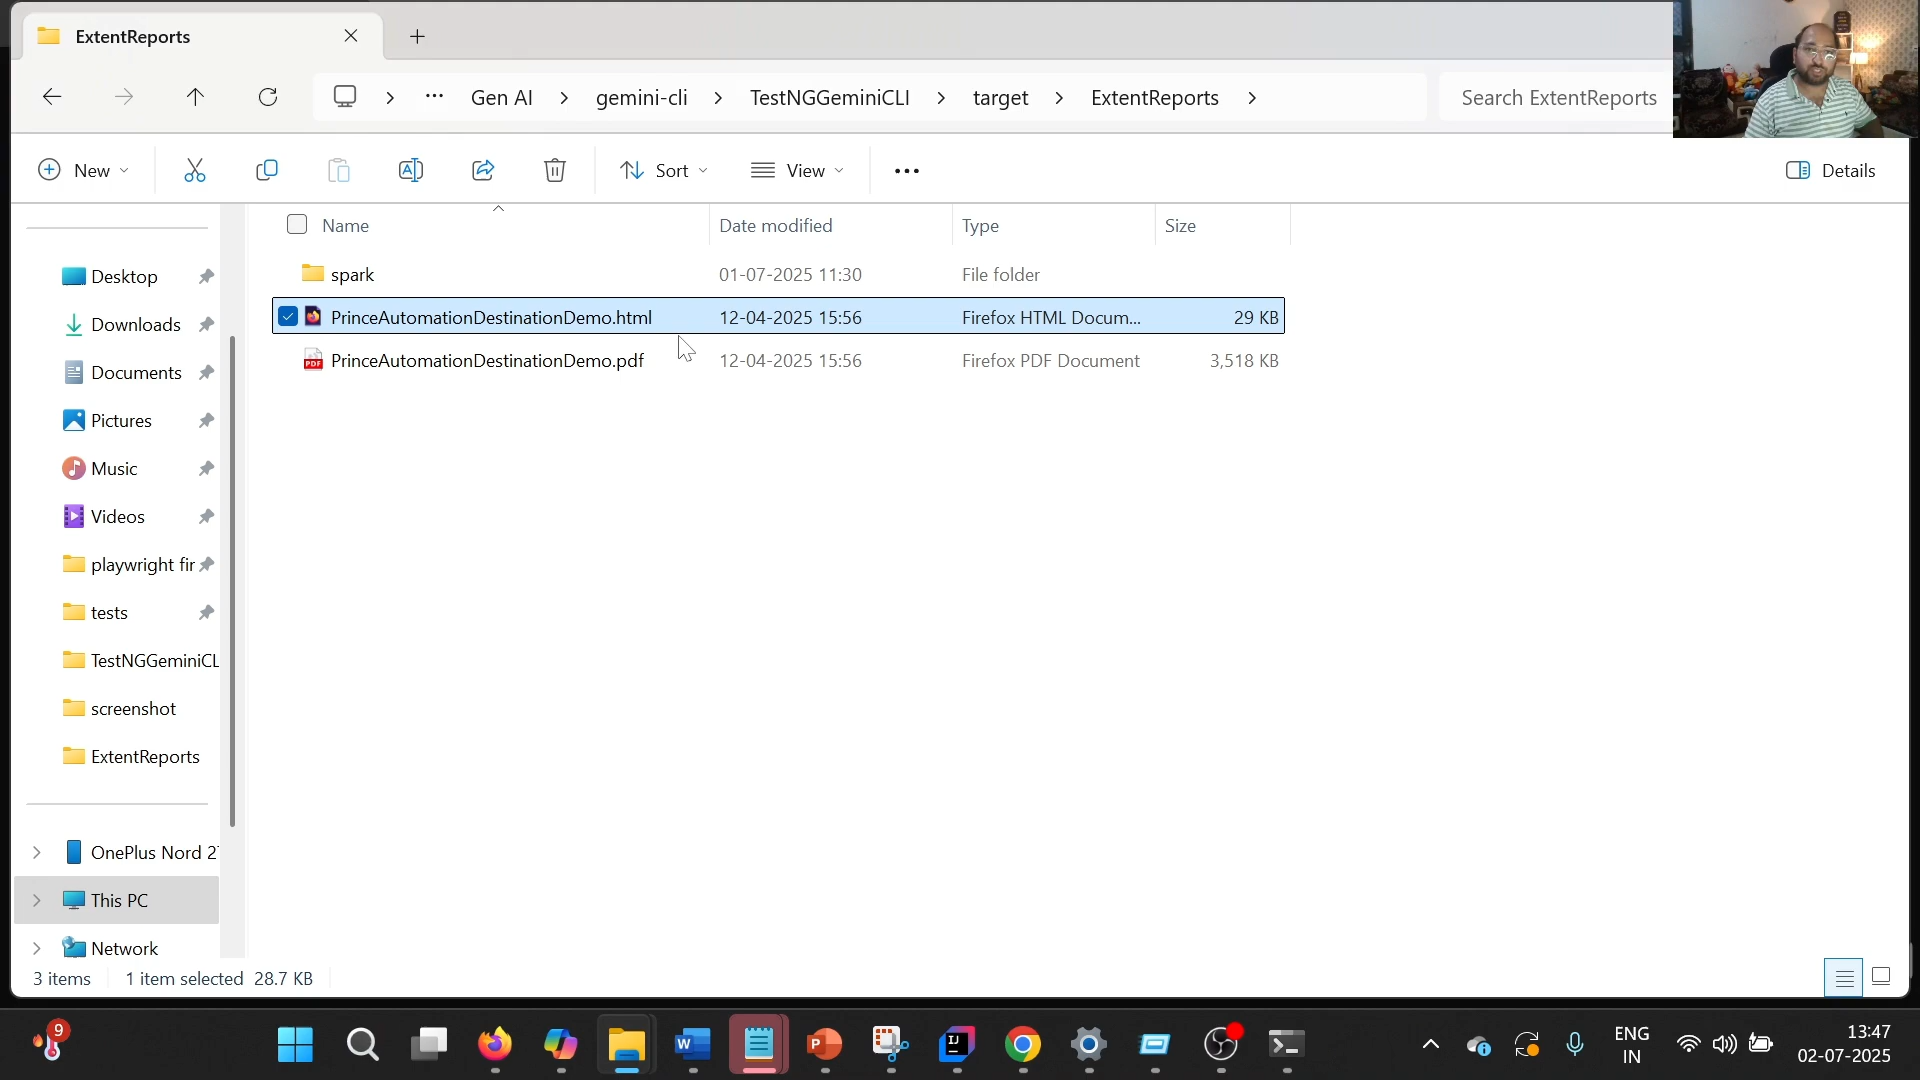 ExtentReports
Gen AI
gemini-cli
TestNGGeminiCLI
target
ExtentReports
Search ExtentReports
New
Sort
View
Details
Name
Date modified
Type
Size
spark
01-07-2025 11:30
File folder
PrinceAutomationDestinationDemo.html
12-04-2025 15:56
Firefox HTML Docum...
29 KB
PrinceAutomationDestinationDemo.pdf
12-04-2025 15:56
Firefox PDF Document
3,518 KB
Desktop
Downloads
Documents
Pictures
Music
Videos
playwright fir
tests
TestNGGeminiCL
screenshot
ExtentReports
OnePlus Nord 2
This PC
Network
3 items
1 item selected 28.7 KB
9
ENG
IN
13:47
02-07-2025